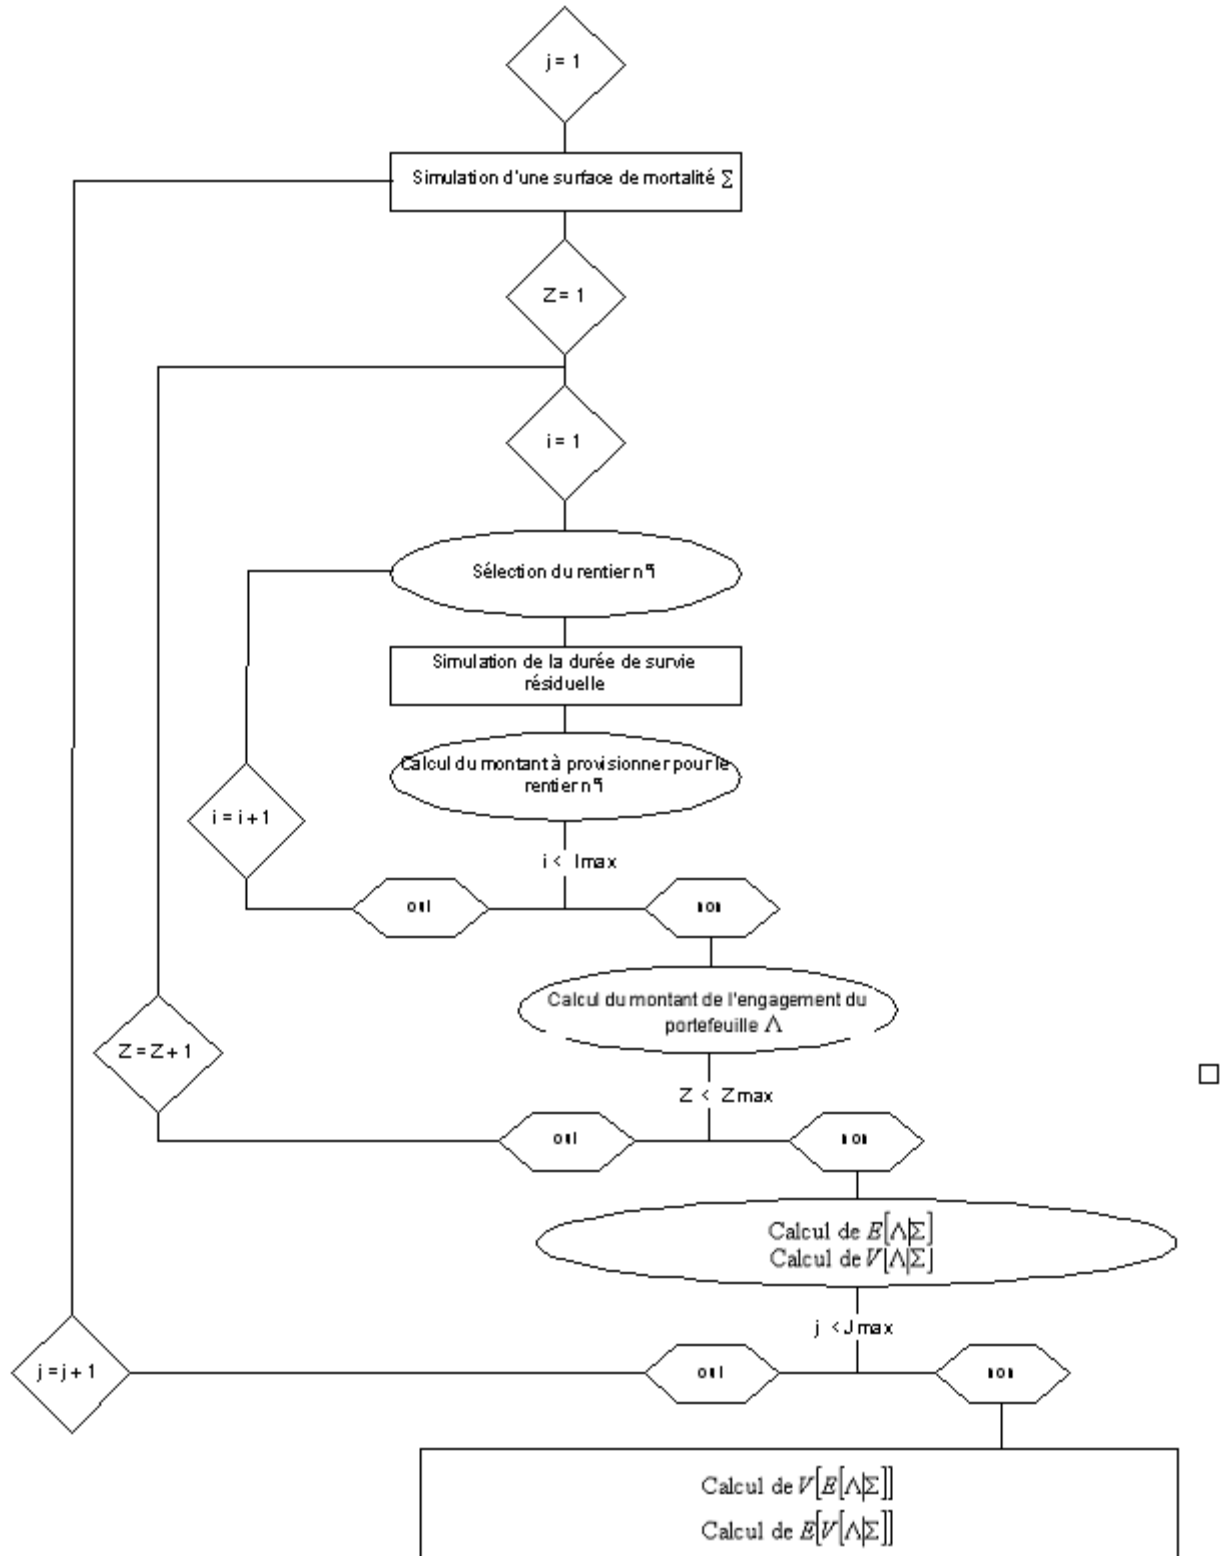 j = 1
Simulation d'une surface de mortalité Σ
Z = 1
i = 1
Sélection du rentier n°i
Simulation de la durée de survie
résiduelle
Calcul du montant à provisionner pour le
rentier n°i
i = i + 1
i < Imax
oui
non
Calcul du montant de l'engagement du
portefeuille Λ
Z = Z + 1
Z < Zmax
oui
non
Calcul de E[Λ|Σ]
Calcul de V[Λ|Σ]
j < Jmax
j = j + 1
oui
non
Calcul de V[E[Λ|Σ]]
Calcul de E[V[Λ|Σ]]